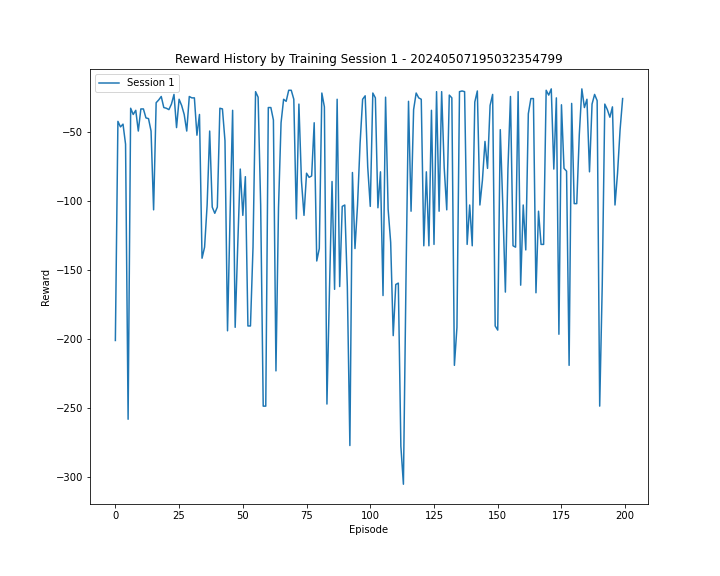 Reward History by Training Session 1 - 20240507195032354799
Session 1
−50
−100
−150
−200
−250
−300
Reward
0 25 50 75 100 125 150 175 200
Episode